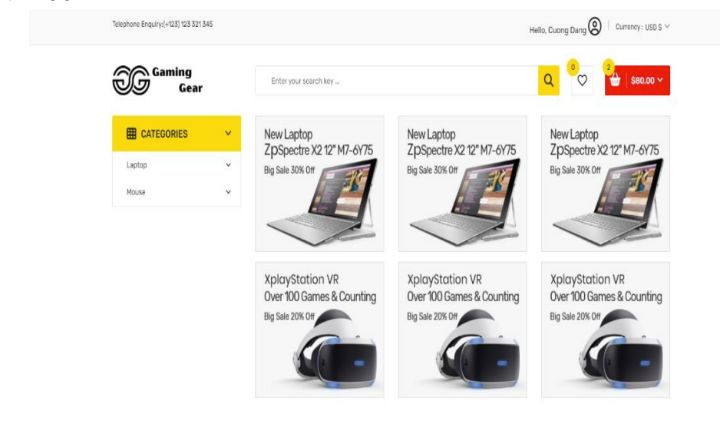 Telephone Enquiry:(+123) 123 321 345
Hello, Cuong Dang
Currency : USD $
Gaming
Gear
Enter your search key ...
0
2
$80.00
CATEGORIES
Laptop
Mouse
New Laptop
ZpSpectre X2 12" M7-6Y75
Big Sale 30% Off
New Laptop
ZpSpectre X2 12" M7-6Y75
Big Sale 30% Off
New Laptop
ZpSpectre X2 12" M7-6Y75
Big Sale 30% Off
XplayStation VR
Over 100 Games & Counting
Big Sale 20% Off
XplayStation VR
Over 100 Games & Counting
Big Sale 20% Off
XplayStation VR
Over 100 Games & Counting
Big Sale 20% Off